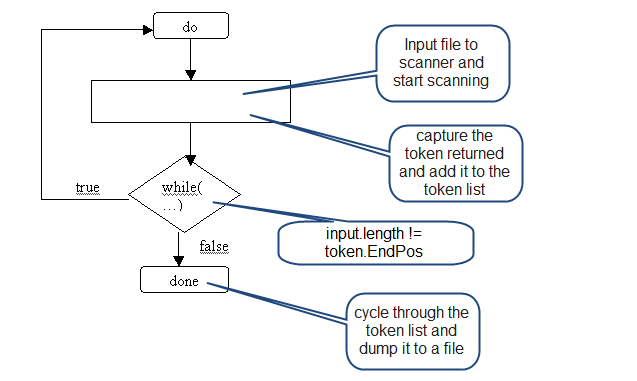 do
Input file to
scanner and
start scanning
capture the
token returned
and add it to the
token list
true
while(
...)
input.length !=
token.EndPos
false
done
cycle through the
token list and
dump it to a file